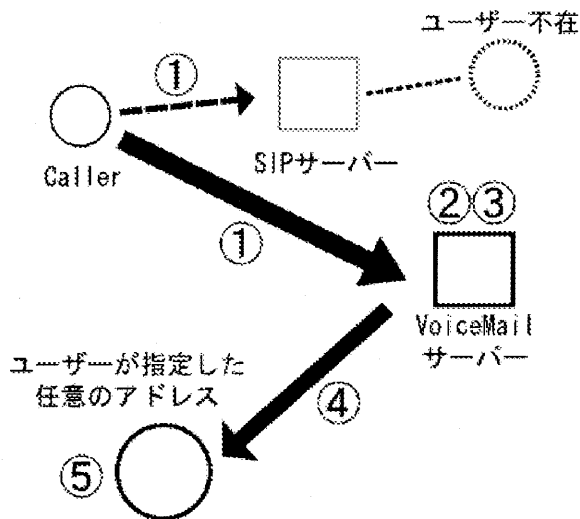 ユーザー不在
①
Caller
SIPサーバー
①
②③
VoiceMail
サーバー
ユーザーが指定した
任意のアドレス
④
⑤